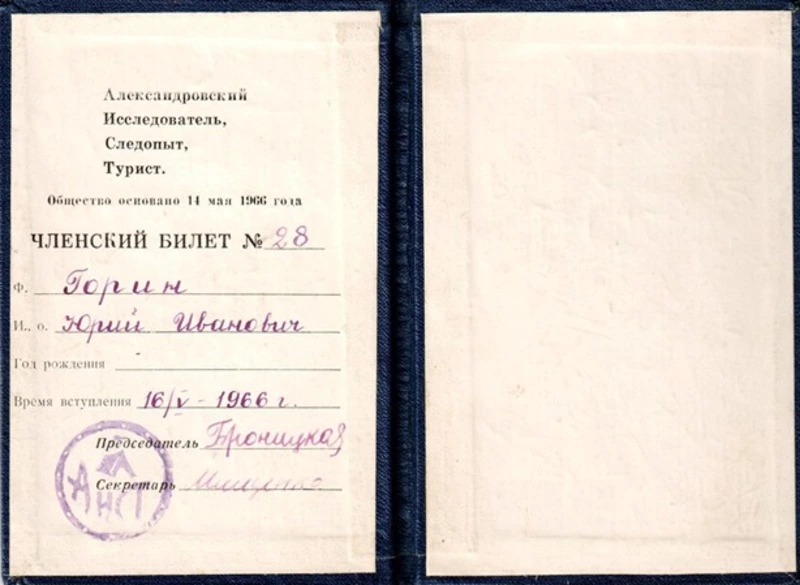 Александровский
Исследователь,
Следопыт,
Турист.
Общество основано 14 мая 1966 года
ЧЛЕНСКИЙ БИЛЕТ № 28
Ф. Горин
И., о. Юрий Иванович
Год рождения
Время вступления 16/V - 1966 г.
Председатель Броницкая
Секретарь